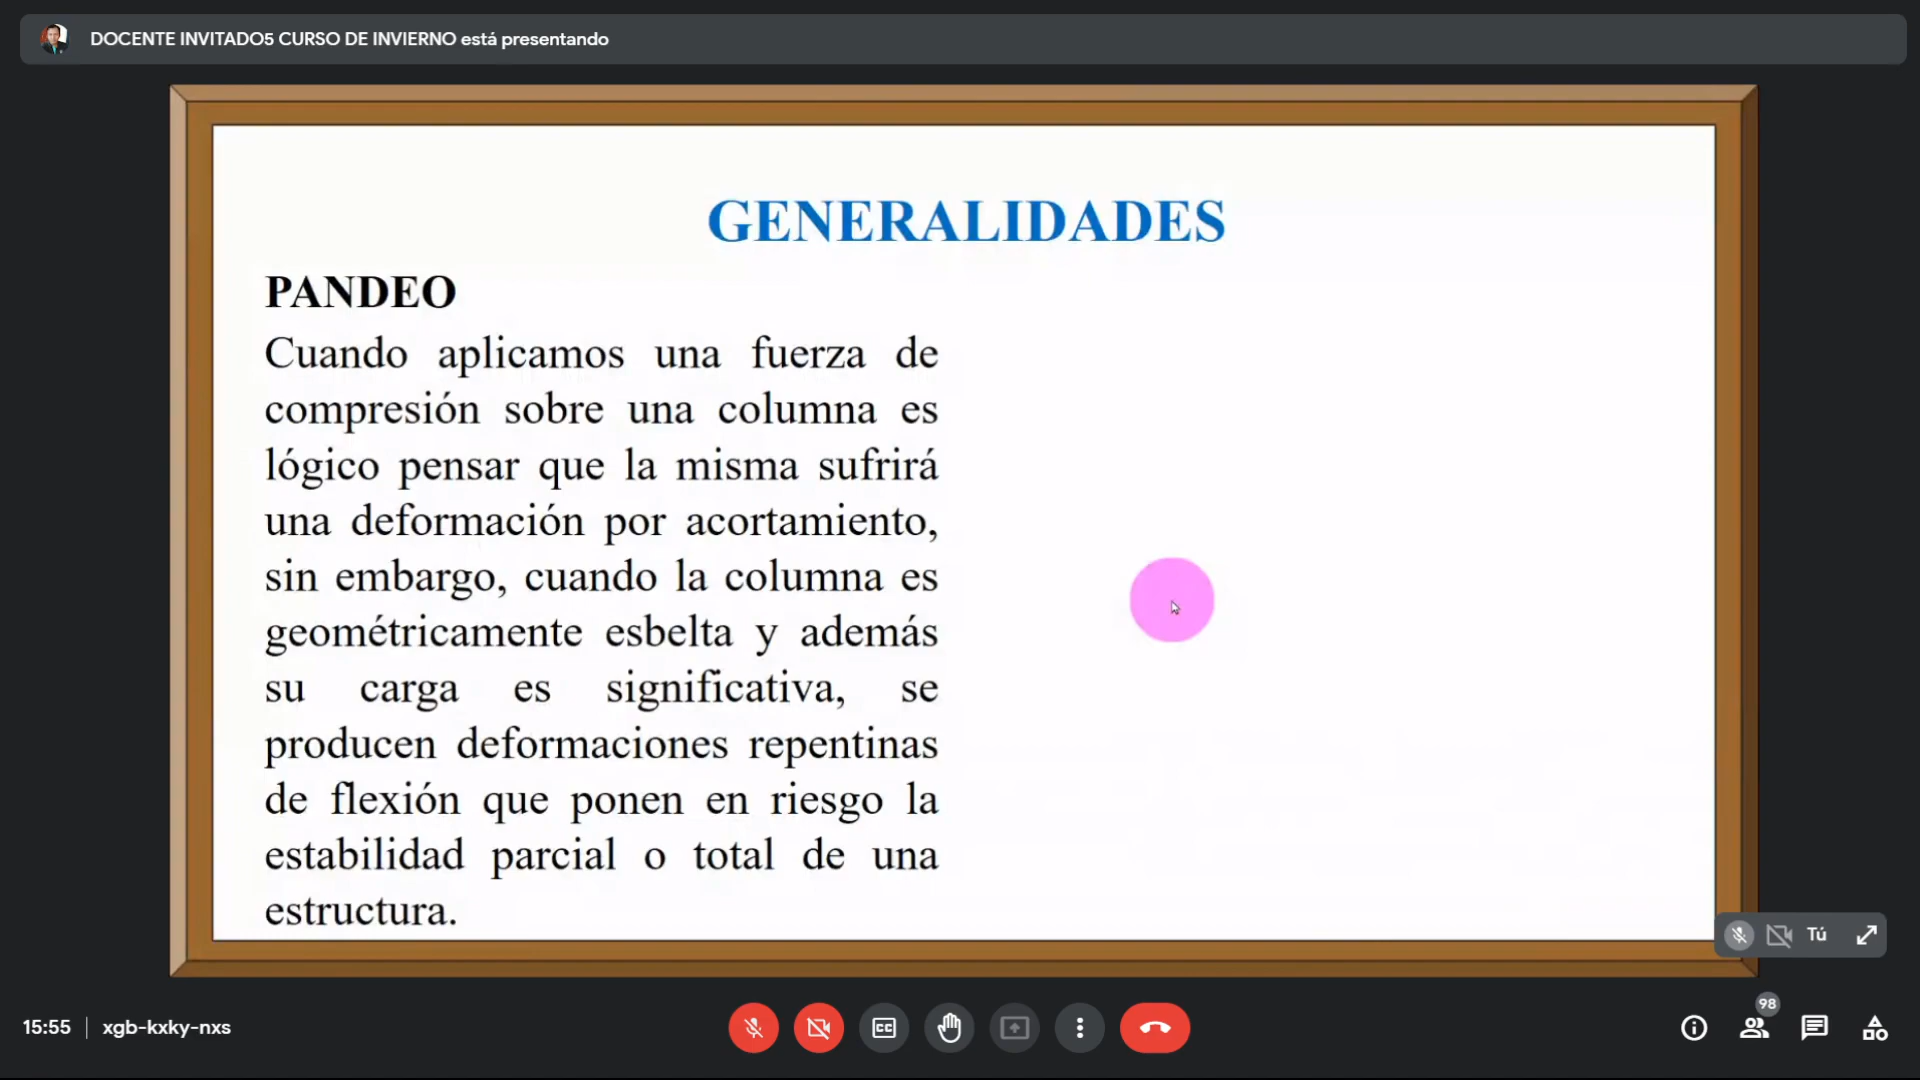 DOCENTE INVITADO5 CURSO DE INVIERNO está presentando
GENERALIDADES
PANDEO
Cuando aplicamos una fuerza de
compresión sobre una columna es
lógico pensar que la misma sufrirá
una deformación por acortamiento,
sin embargo, cuando la columna es
geométricamente esbelta y además
su carga es significativa, se
producen deformaciones repentinas
de flexión que ponen en riesgo la
estabilidad parcial o total de una
estructura.
Tú
15:55 | xgb-kxky-nxs
CC
98